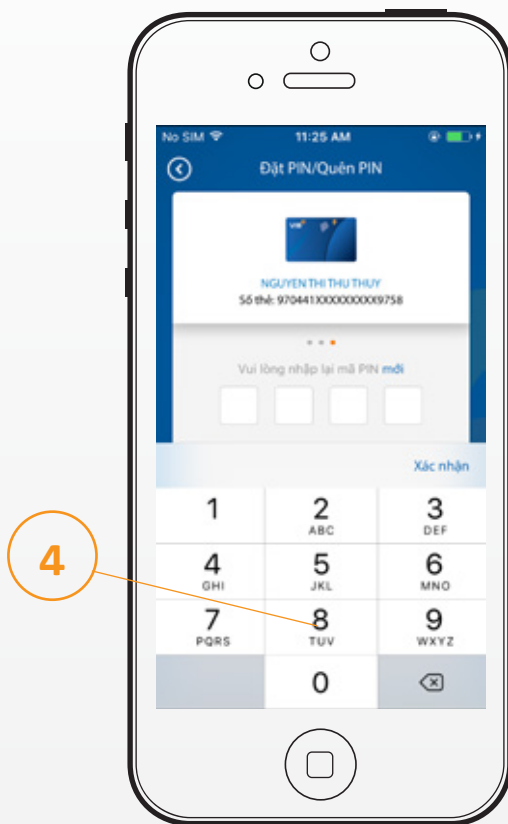 No SIM 11:25 AM
Đặt PIN/Quên PIN
VIB
NGUYEN THI THU THUY
Số thẻ: 970441XXXXXXXXX9758
Vui lòng nhập lại mã PIN mới
Xác nhận
1 2 3
ABC DEF
4 5 6
GHI JKL MNO
4
7 8 9
PQRS TUV WXYZ
0